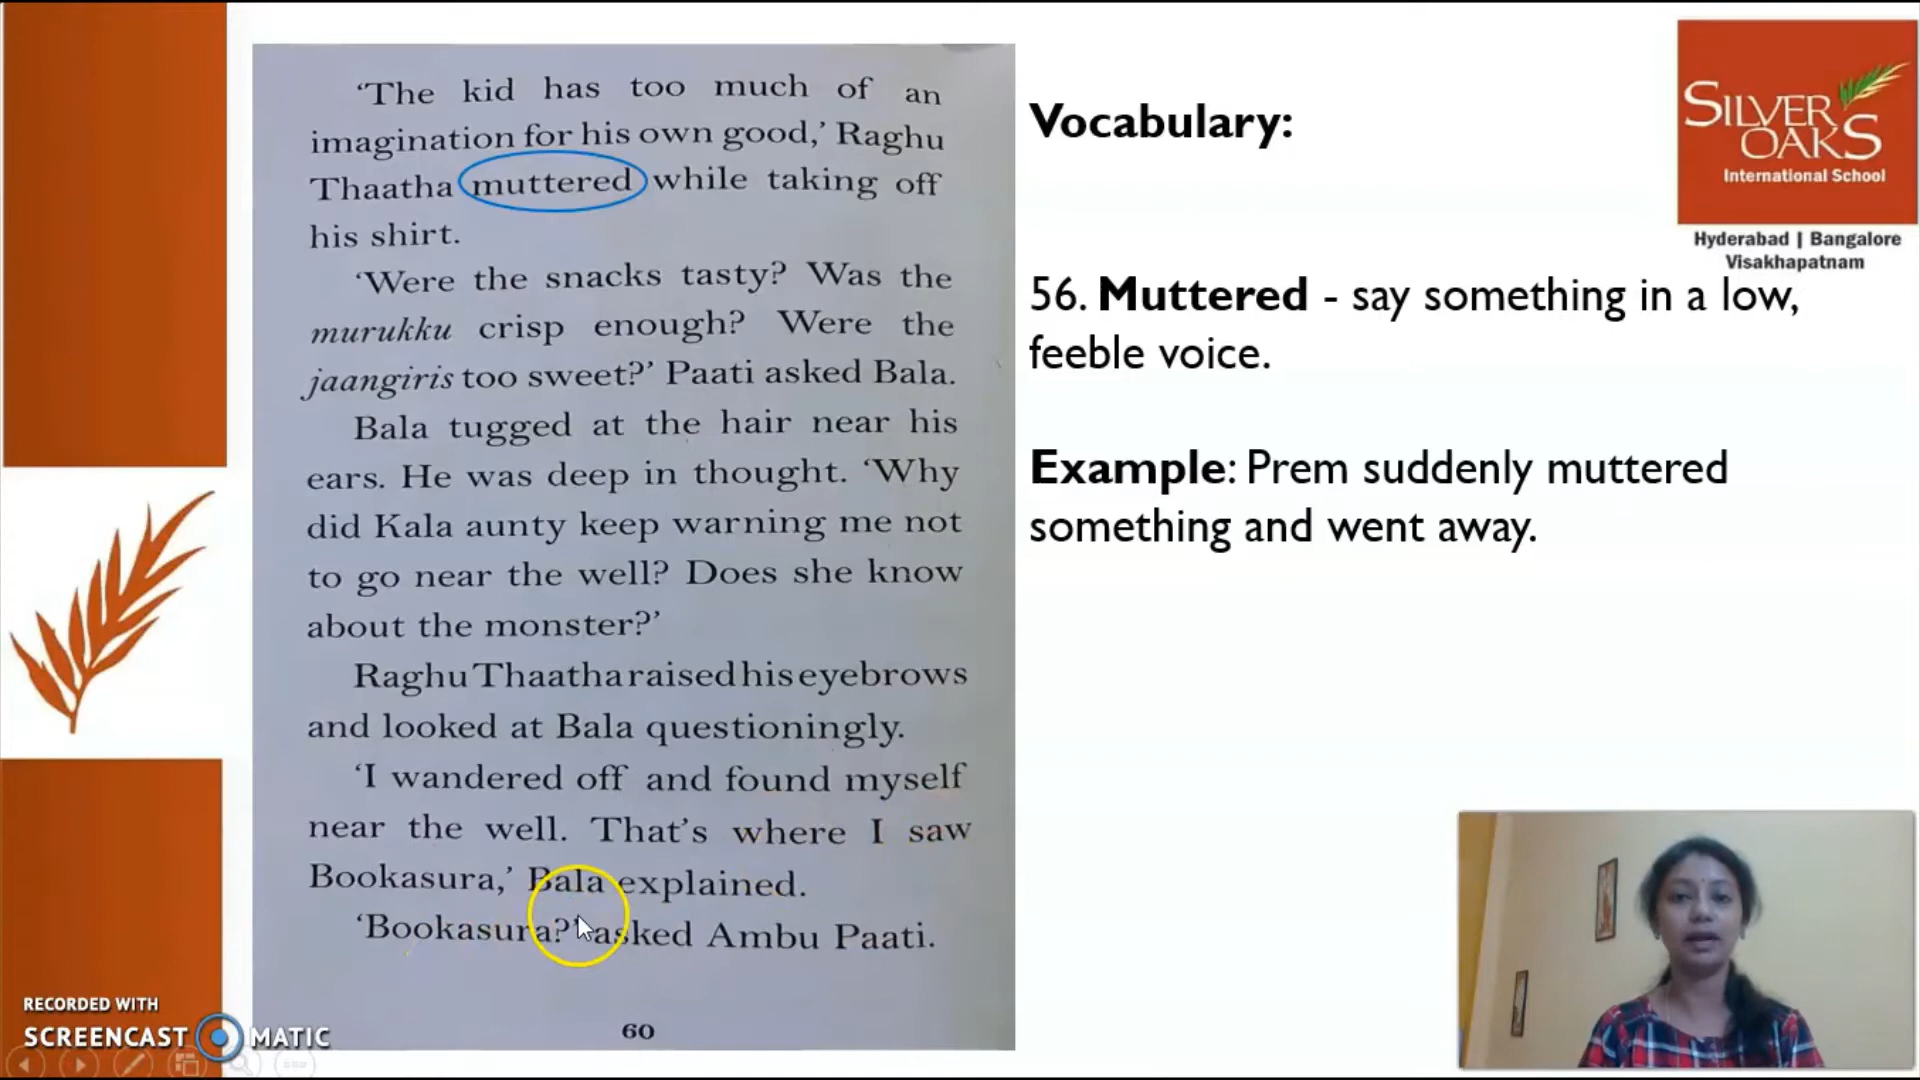 ‘The kid has too much of an
imagination for his own good,’ Raghu
Thaatha muttered while taking off
his shirt.
‘Were the snacks tasty? Was the
murukku crisp enough? Were the
jaangiris too sweet?’ Paati asked Bala.
Bala tugged at the hair near his
ears. He was deep in thought. ‘Why
did Kala aunty keep warning me not
to go near the well? Does she know
about the monster?’
Raghu Thaatha raised his eyebrows
and looked at Bala questioningly.
‘I wandered off and found myself
near the well. That’s where I saw
Bookasura,’ Bala explained.
‘Bookasura?’ asked Ambu Paati.
60
Vocabulary:
56. Muttered - say something in a low,
feeble voice.
Example: Prem suddenly muttered
something and went away.
SILVER
OAKS
International School
Hyderabad | Bangalore
Visakhapatnam
RECORDED WITH
SCREENCAST MATIC